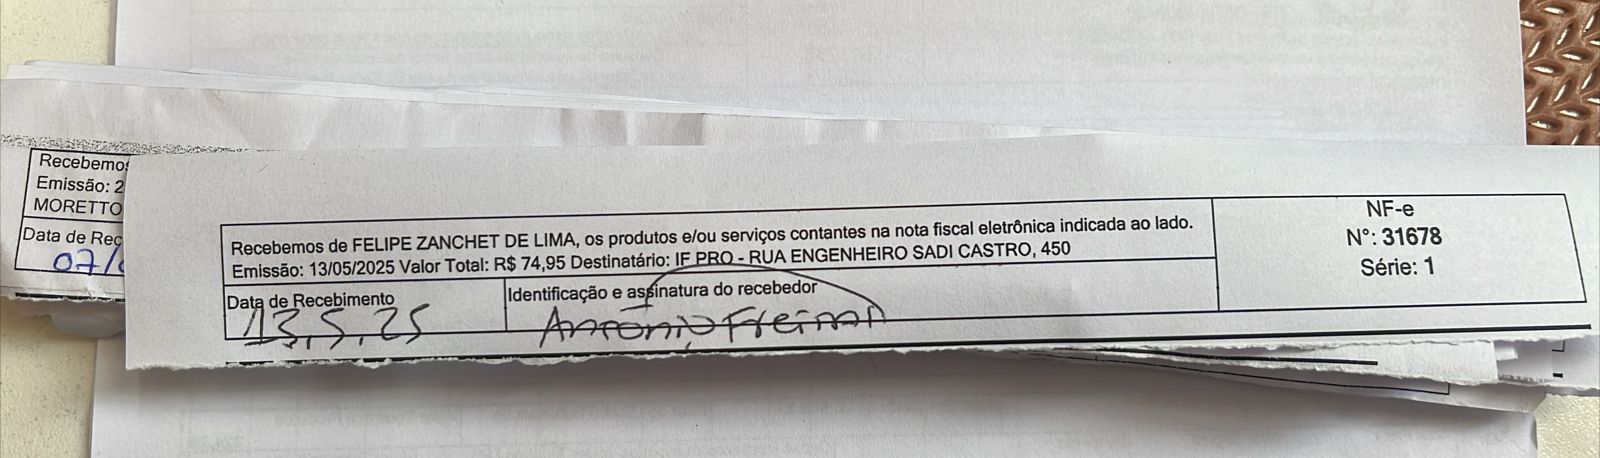 Recebemos
Emissão: 2
MORETTO
Data de Rec
07/
Recebemos de FELIPE ZANCHET DE LIMA, os produtos e/ou serviços contantes na nota fiscal eletrônica indicada ao lado.
Emissão: 13/05/2025 Valor Total: R$ 74,95 Destinatário: IF PRO - RUA ENGENHEIRO SADI CASTRO, 450
Data de Recebimento
13,5,25
Identificação e assinatura do recebedor
Antônio
NF-e
N°: 31678
Série: 1